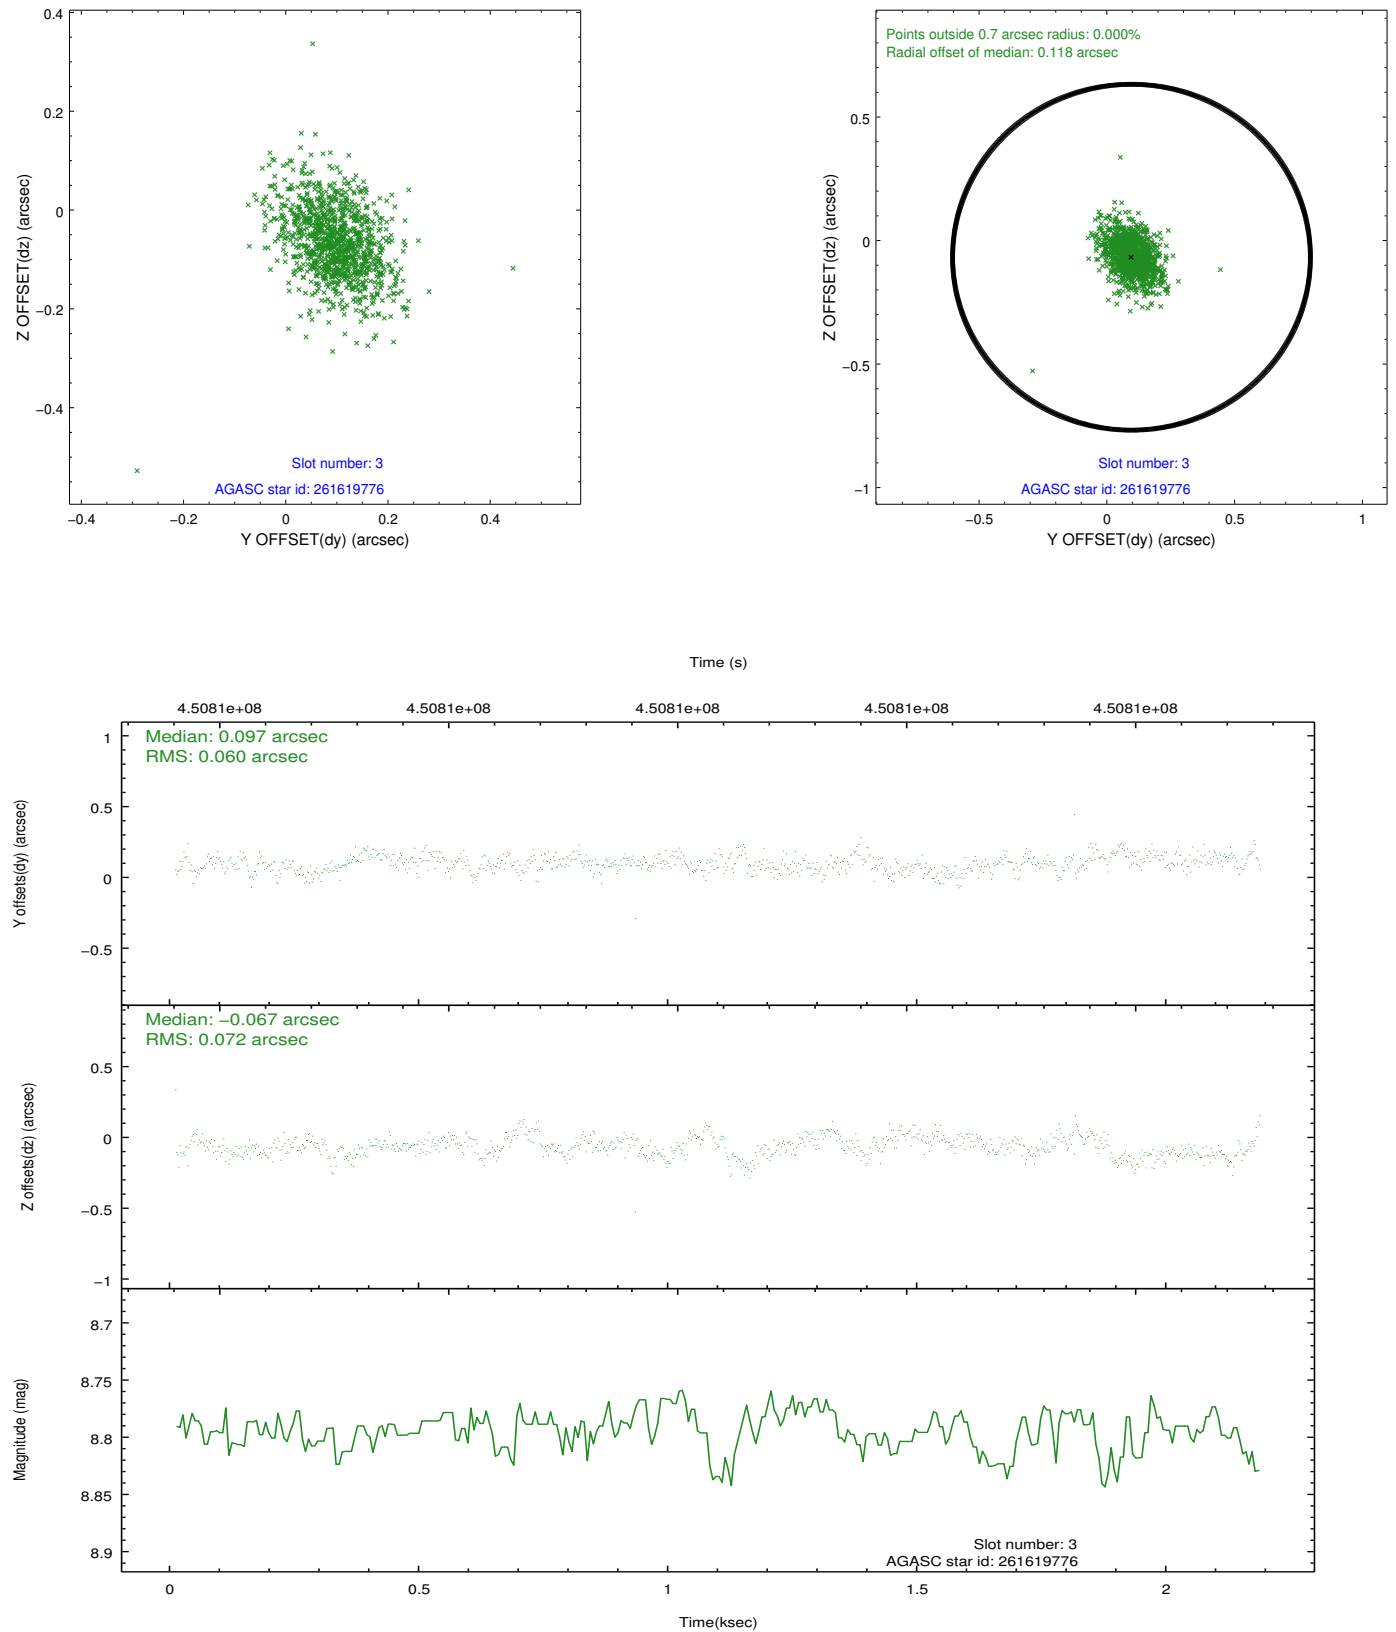 0.4
0.2
0
−0.2
−0.4
Z OFFSET(dz) (arcsec)
Slot number: 3
AGASC star id: 261619776
−0.4 −0.2 0 0.2 0.4
Y OFFSET(dy) (arcsec)
Points outside 0.7 arcsec radius: 0.000%
Radial offset of median: 0.118 arcsec
0.5
0
−0.5
−1
Z OFFSET(dz) (arcsec)
Slot number: 3
AGASC star id: 261619776
−0.5 0 0.5 1
Y OFFSET(dy) (arcsec)
Time (s)
4.5081e+08 4.5081e+08 4.5081e+08 4.5081e+08 4.5081e+08
Median: 0.097 arcsec
RMS: 0.060 arcsec
1
0.5
0
−0.5
Y offsets(dy) (arcsec)
Median: −0.067 arcsec
RMS: 0.072 arcsec
0.5
0
−0.5
−1
Z offsets(dz) (arcsec)
8.7
8.75
8.8
8.85
8.9
Magnitude (mag)
Slot number: 3
AGASC star id: 261619776
0 0.5 1 1.5 2
Time(ksec)